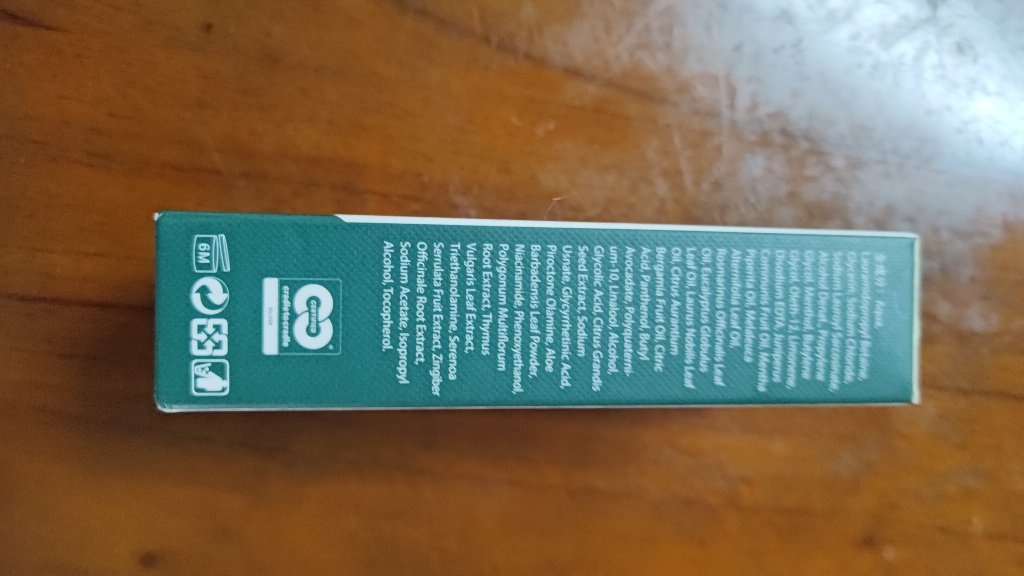 Lauramidopropyl Betaine,
Glycerin, Sodium Chloride,
Sodium Lauroyl Sarcosinate,
Alcohol Denat., Propylene
Glycol, Menthol, Butylene
Glycol, Limonene,
Disodium EDTA, Juniperus
Communis Fruit Oil, Mentha
Piperita Oil, Melaleuca
Alternifolia Leaf Oil,
Rosmarinus Officinalis Leaf
Oil, Eucalyptus Globulus
Leaf Oil, Laurus Nobilis Leaf
Oil, Citrus Aurantium
Bergamia Fruit Oil, Citric
Acid, Panthenol, Butyl
Avocadate, Polyquaterni-
um-10, Linalool, Alcohol,
Glycolic Acid, Citrus Grandis
Seed Extract, Sodium
Usnate, Glycyrrhetinic Acid,
Piroctone Olamine, Aloe
Barbadensis Leaf Powder,
Niacinamide, Phenoxyethanol,
Polygonum Multiflorum
Root Extract, Thymus
Vulgaris Leaf Extract,
Triethanolamine, Serenoa
Serrulata Fruit Extract, Zingiber
Officinale Root Extract,
Sodium Acetate, Isopropyl
Alcohol, Tocopherol.
6M